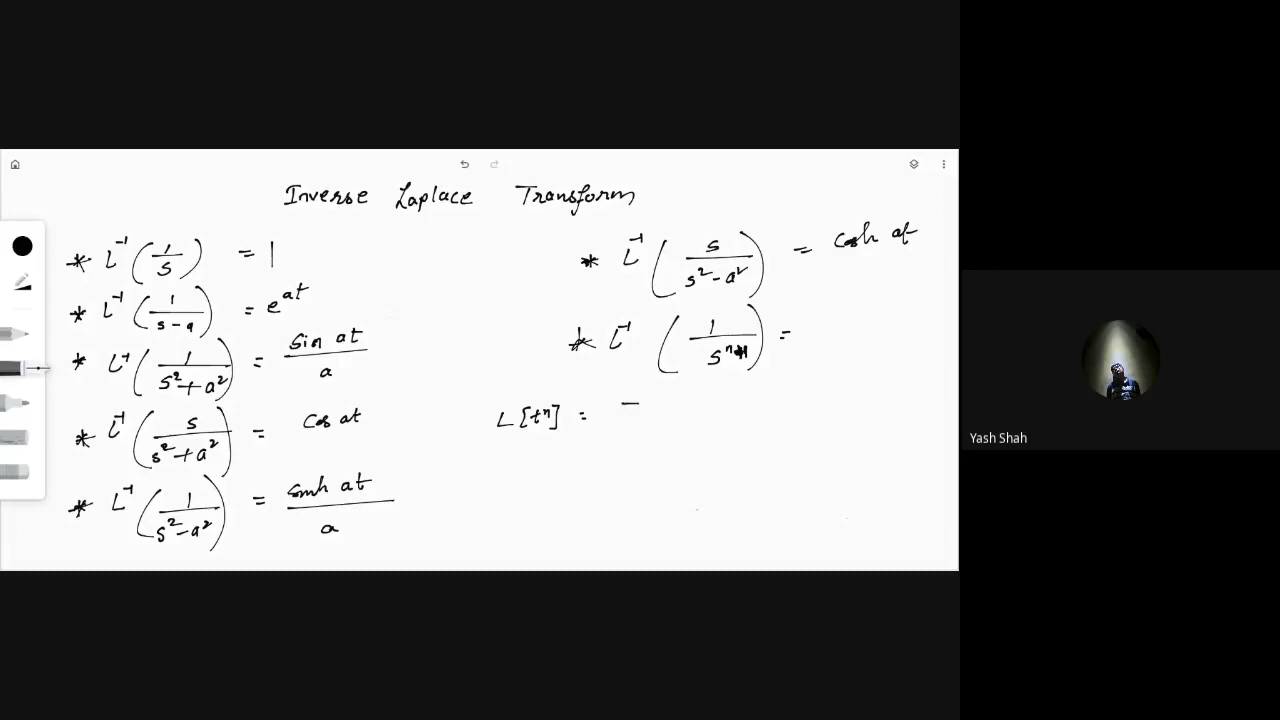 Inverse Laplace Transform
* L⁻¹(1/s) = 1
* L⁻¹(1/(s-a)) = e^at
* L⁻¹(1/(s²+a²)) = sin at / a
* L⁻¹(s/(s²+a²)) = cos at
* L⁻¹(1/(s²-a²)) = sinh at / a
* L⁻¹(s/(s²-a²)) = cosh at
* L⁻¹(1/sⁿ) =
L[tⁿ] =
Yash Shah